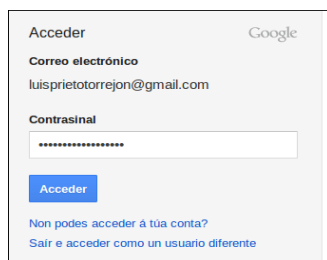 Acceder Google
Correo electrónico
luisprietotorrejon@gmail.com
Contrasinal
••••••••••••••••••
Acceder
Non podes acceder á túa conta?
Saír e acceder como un usuario diferente